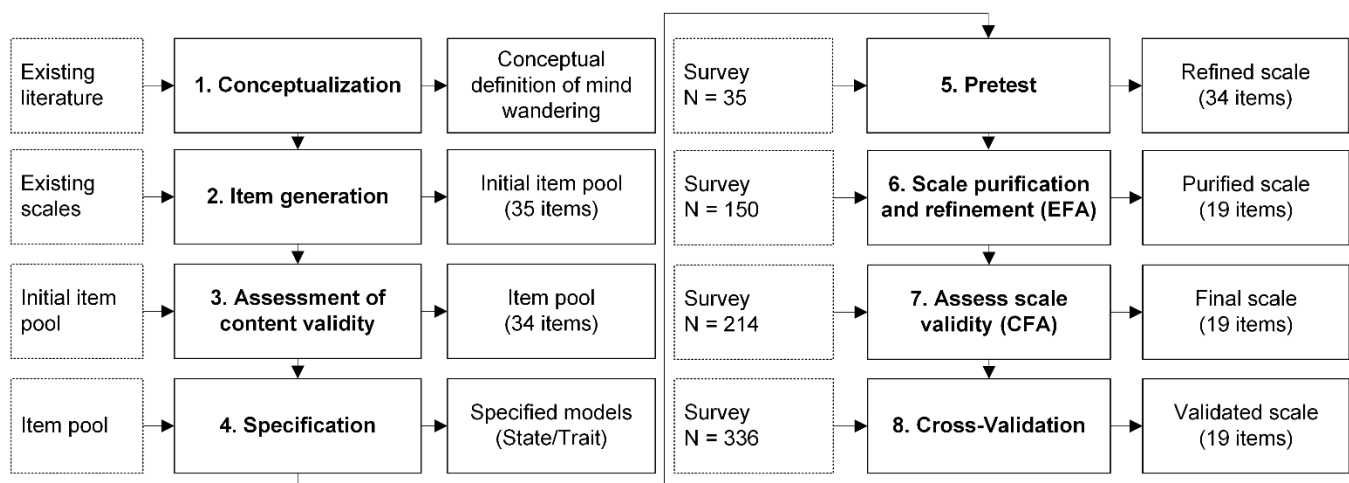 Existing
literature
1. Conceptualization
Conceptual
definition of mind
wandering
Existing
scales
2. Item generation
Initial item pool
(35 items)
Initial item
pool
3. Assessment of
content validity
Item pool
(34 items)
Item pool
4. Specification
Specified models
(State/Trait)
Survey
N = 35
5. Pretest
Refined scale
(34 items)
Survey
N = 150
6. Scale purification
and refinement (EFA)
Purified scale
(19 items)
Survey
N = 214
7. Assess scale
validity (CFA)
Final scale
(19 items)
Survey
N = 336
8. Cross-Validation
Validated scale
(19 items)